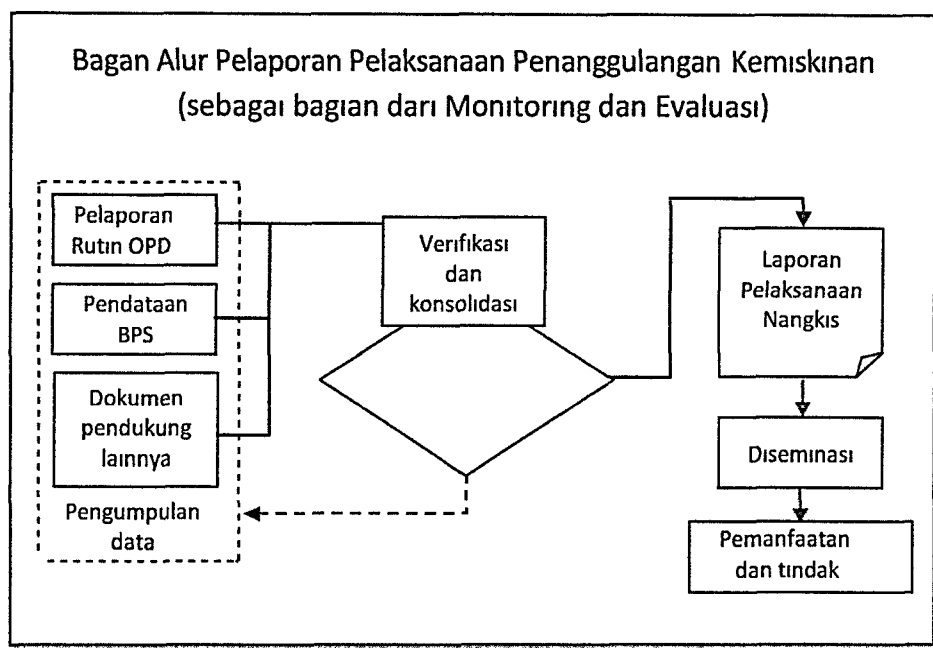 Bagan Alur Pelaporan Pelaksanaan Penanggulangan Kemiskinan
(sebagai bagian dari Monitoring dan Evaluasi)
Pelaporan
Rutin OPD
Pendataan
BPS
Dokumen
pendukung
lainnya
Pengumpulan
data
Verifikasi
dan
konsolidasi
Laporan
Pelaksanaan
Nangkis
Diseminasi
Pemanfaatan
dan tindak